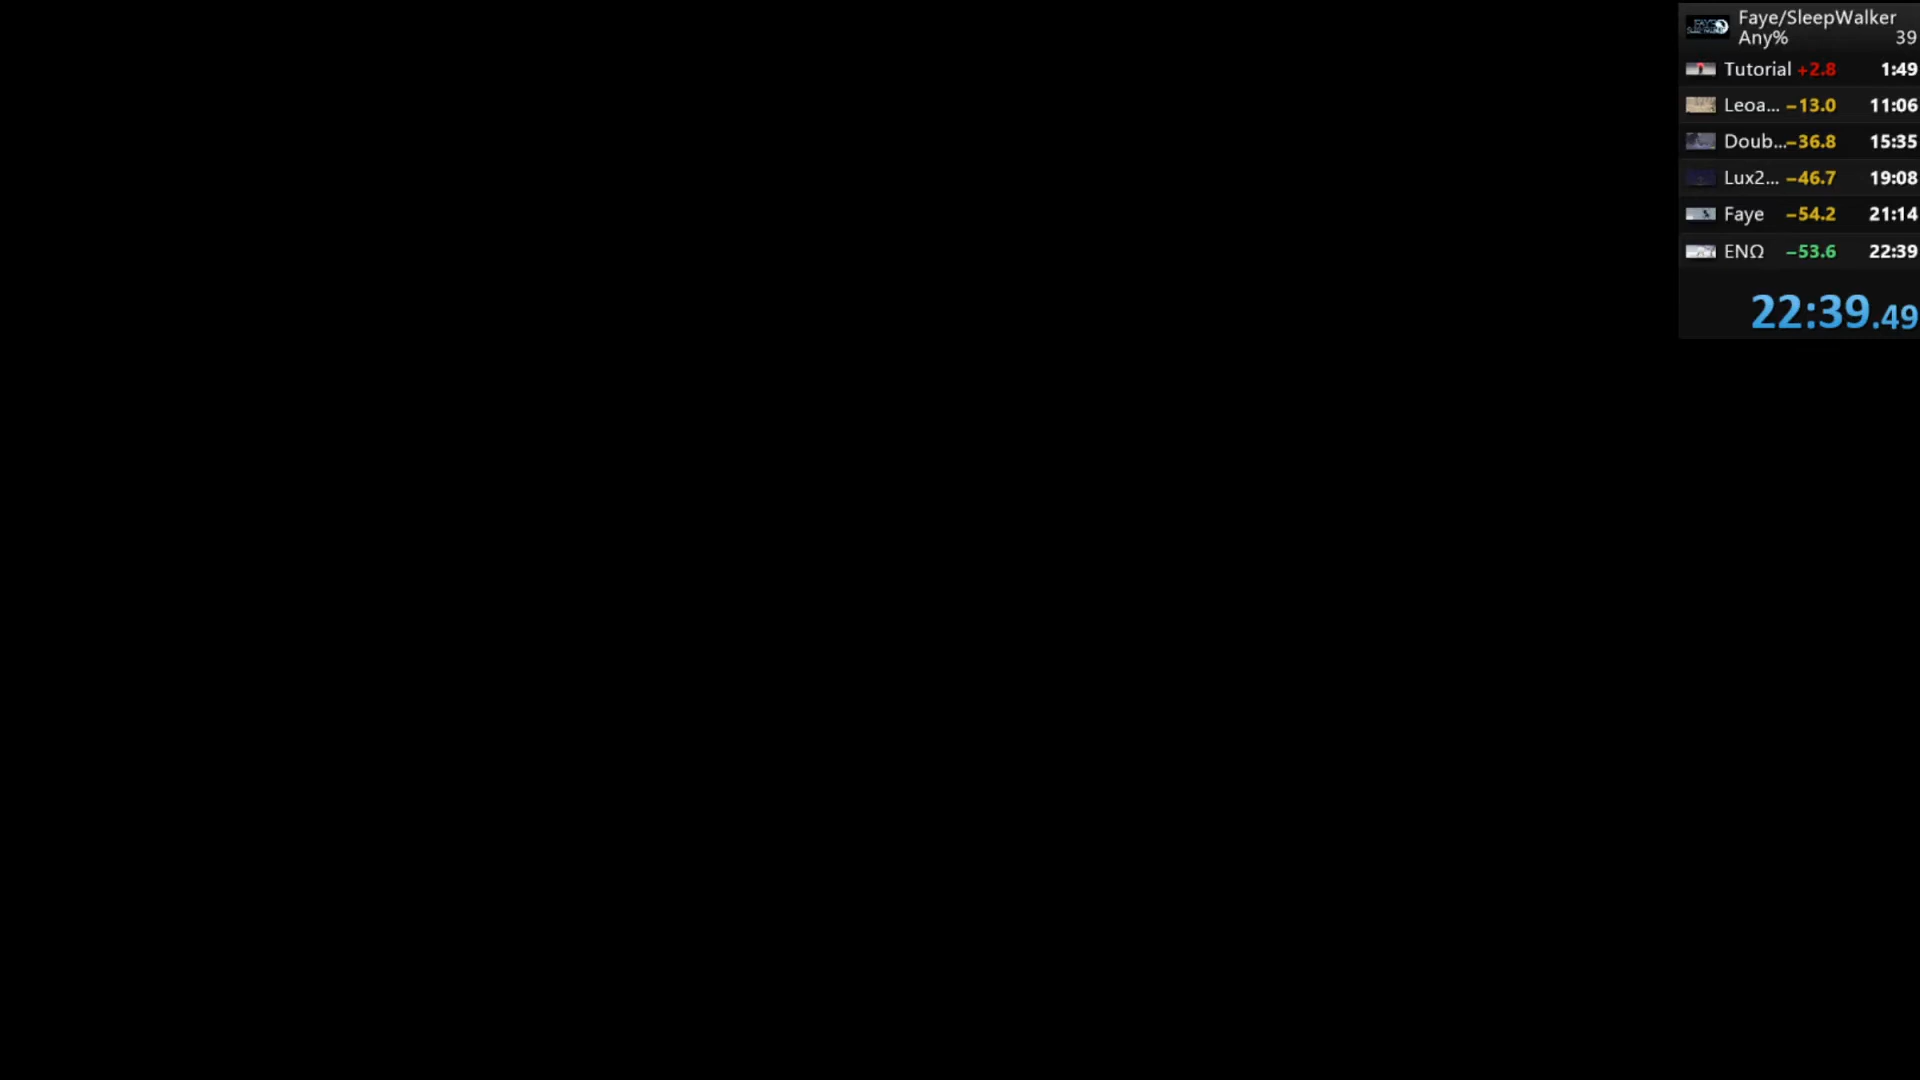 Faye/SleepWalker
Any% 39
Tutorial +2.8 1:49
Leoa... −13.0 11:06
Doub... −36.8 15:35
Lux2... −46.7 19:08
Faye −54.2 21:14
ENΩ −53.6 22:39
22:39.49